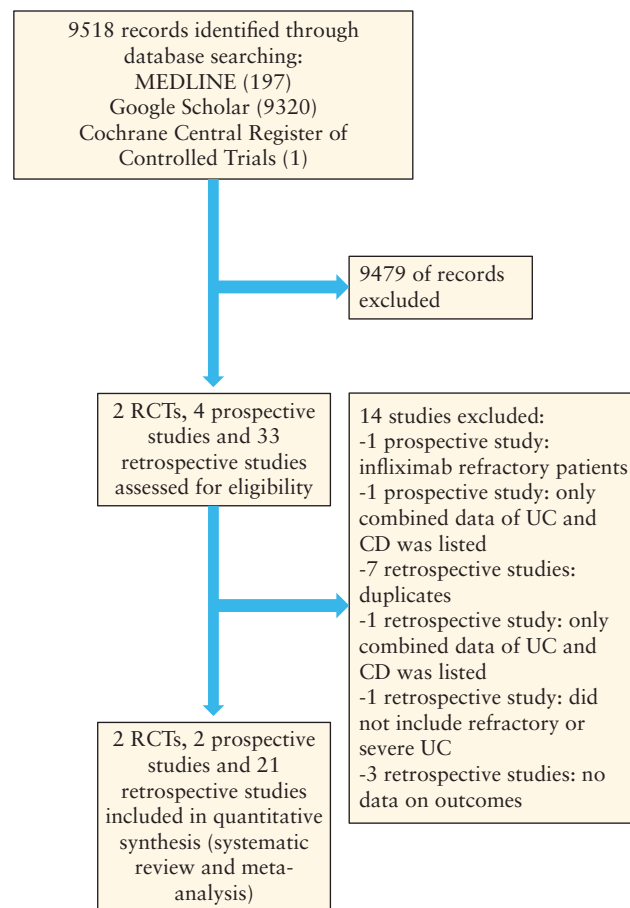 9518 records identified through
database searching:
MEDLINE (197)
Google Scholar (9320)
Cochrane Central Register of
Controlled Trials (1)
9479 of records
excluded
2 RCTs, 4 prospective
studies and 33
retrospective studies
assessed for eligibility
14 studies excluded:
-1 prospective study:
infliximab refractory patients
-1 prospective study: only
combined data of UC and
CD was listed
-7 retrospective studies:
duplicates
-1 retrospective study: only
combined data of UC and
CD was listed
-1 retrospective study: did
not include refractory or
severe UC
-3 retrospective studies: no
data on outcomes
2 RCTs, 2 prospective
studies and 21
retrospective studies
included in quantitative
synthesis (systematic
review and meta-
analysis)